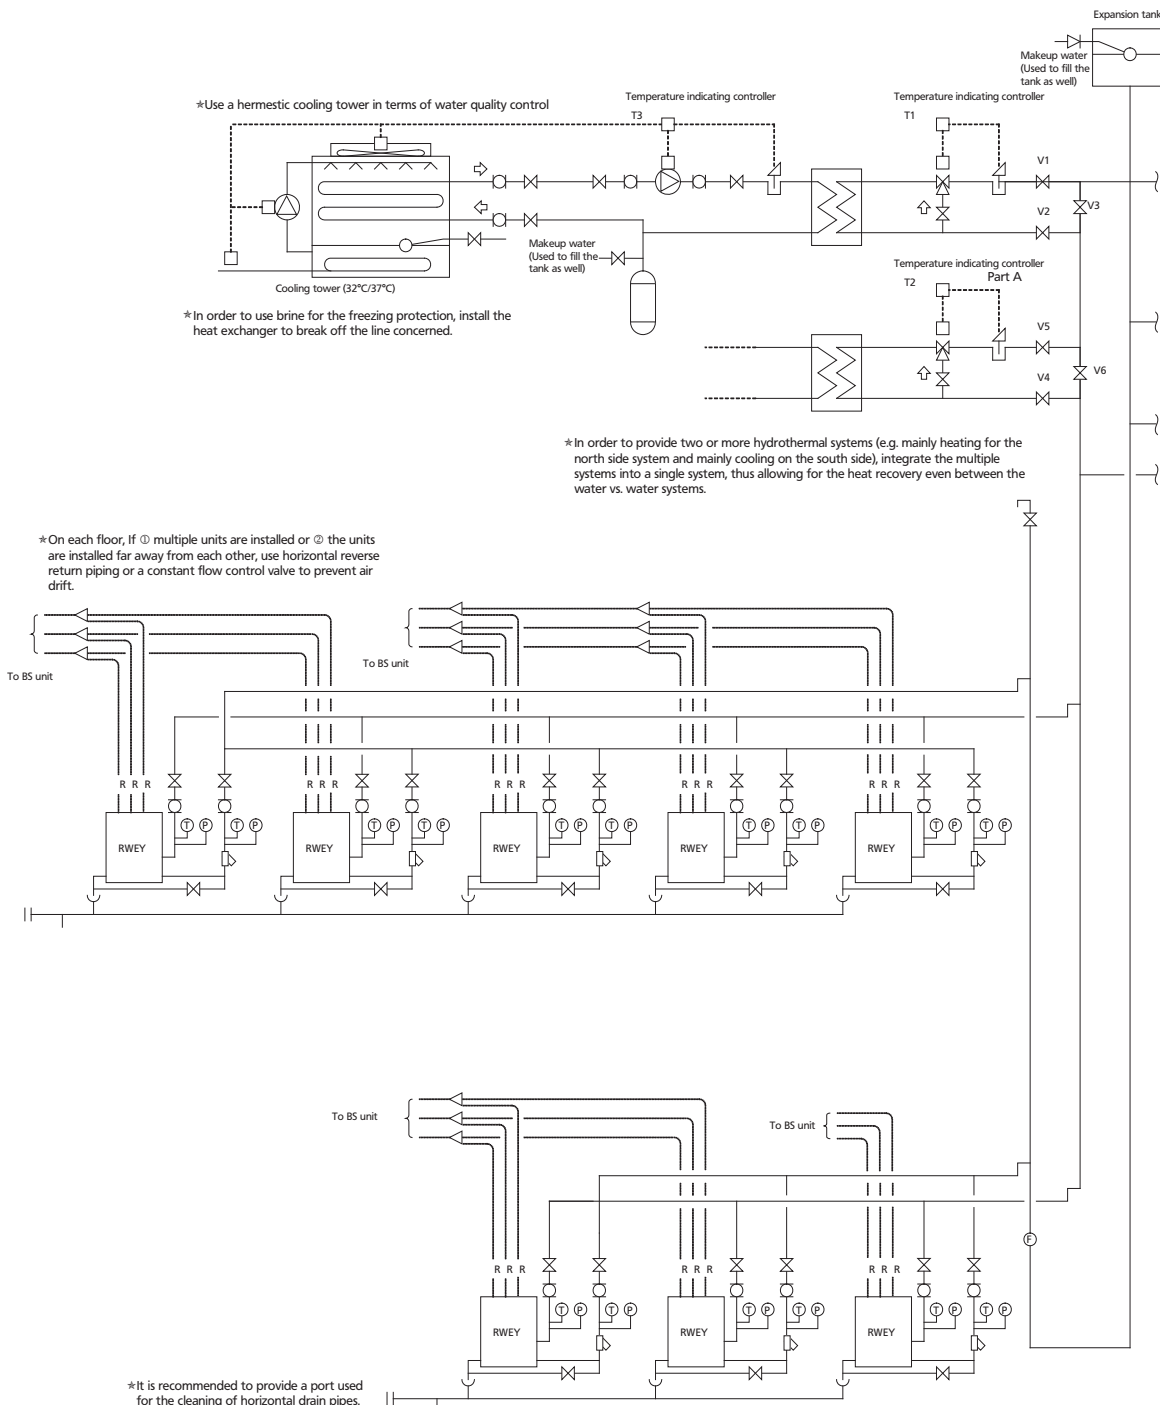 Expansion tank
Makeup water
(Used to fill the
tank as well)
*Use a hermestic cooling tower in terms of water quality control
Temperature indicating controller
T3
Temperature indicating controller
T1
V1
V2
V3
Makeup water
(Used to fill the
tank as well)
Cooling tower (32°C/37°C)
Temperature indicating controller
Part A
T2
*In order to use brine for the freezing protection, install the
heat exchanger to break off the line concerned.
V5
V4
V6
*In order to provide two or more hydrothermal systems (e.g. mainly heating for the
north side system and mainly cooling on the south side), integrate the multiple
systems into a single system, thus allowing for the heat recovery even between the
water vs. water systems.
*On each floor, If ① multiple units are installed or ② the units
are installed far away from each other, use horizontal reverse
return piping or a constant flow control valve to prevent air
drift.
To BS unit
To BS unit
R R R R R R R R R R R R R R R
T P T P T P T P T P T P T P T P T P T P
RWEY RWEY RWEY RWEY RWEY
To BS unit
To BS unit
F
R R R R R R R R R
T P T P T P T P T P T P
RWEY RWEY RWEY
*It is recommended to provide a port used
for the cleaning of horizontal drain pipes.